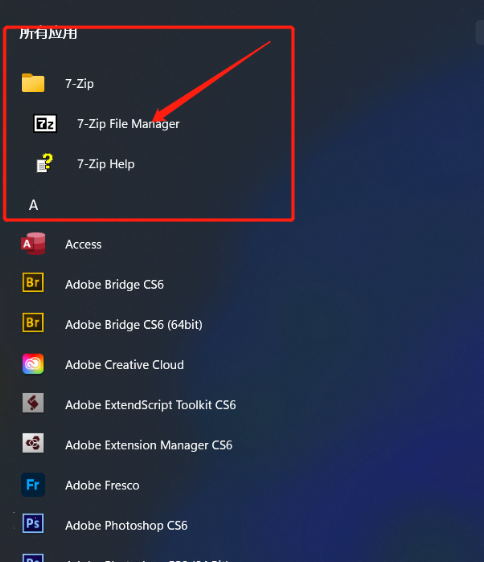 所有应用
7-Zip
7z
7-Zip File Manager
7-Zip Help
A
A
Access
Br
Adobe Bridge CS6
Br
Adobe Bridge CS6 (64bit)
Adobe Creative Cloud
Adobe ExtendScript Toolkit CS6
Adobe Extension Manager CS6
Fr
Adobe Fresco
Ps
Adobe Photoshop CS6